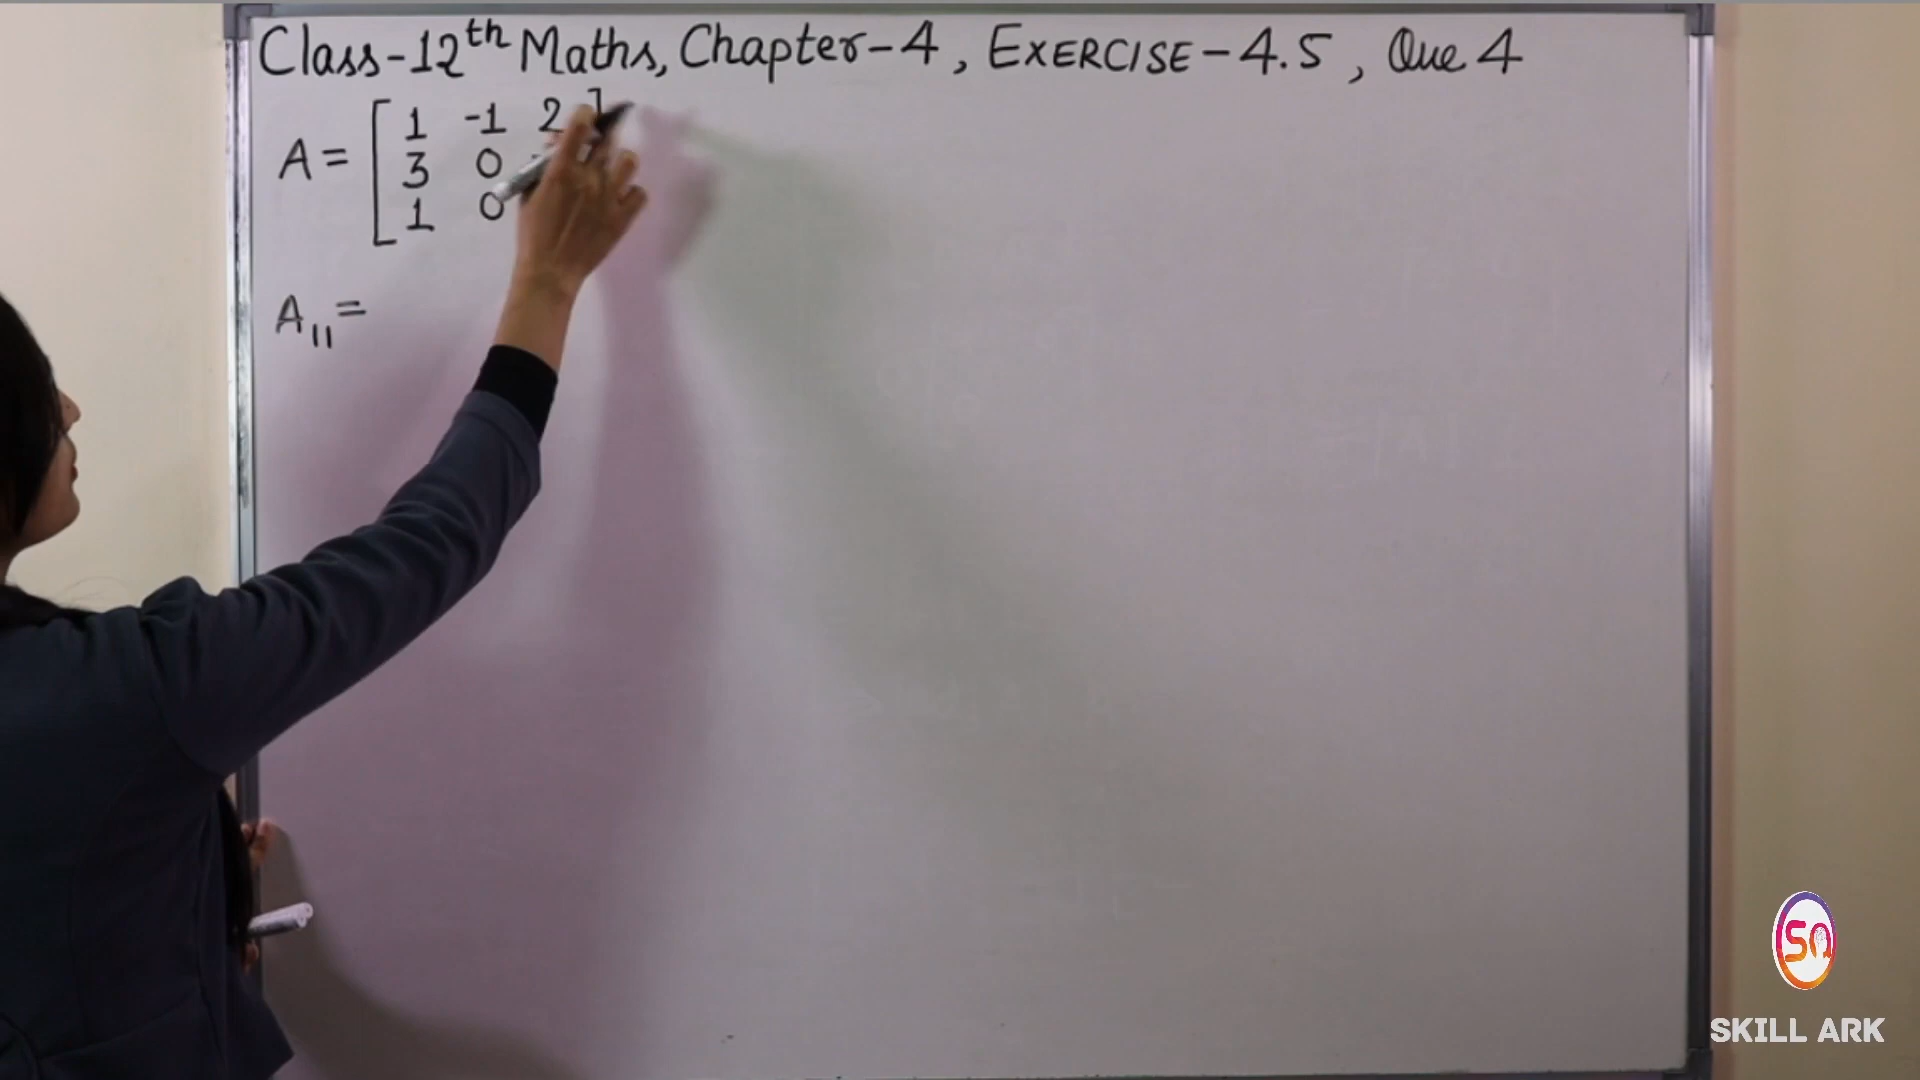 Class-12th Maths, Chapter-4, EXERCISE-4.5, Que 4
A = [ 1 -1 2 ]
3 0
1 0
A11 =
SKILL ARK